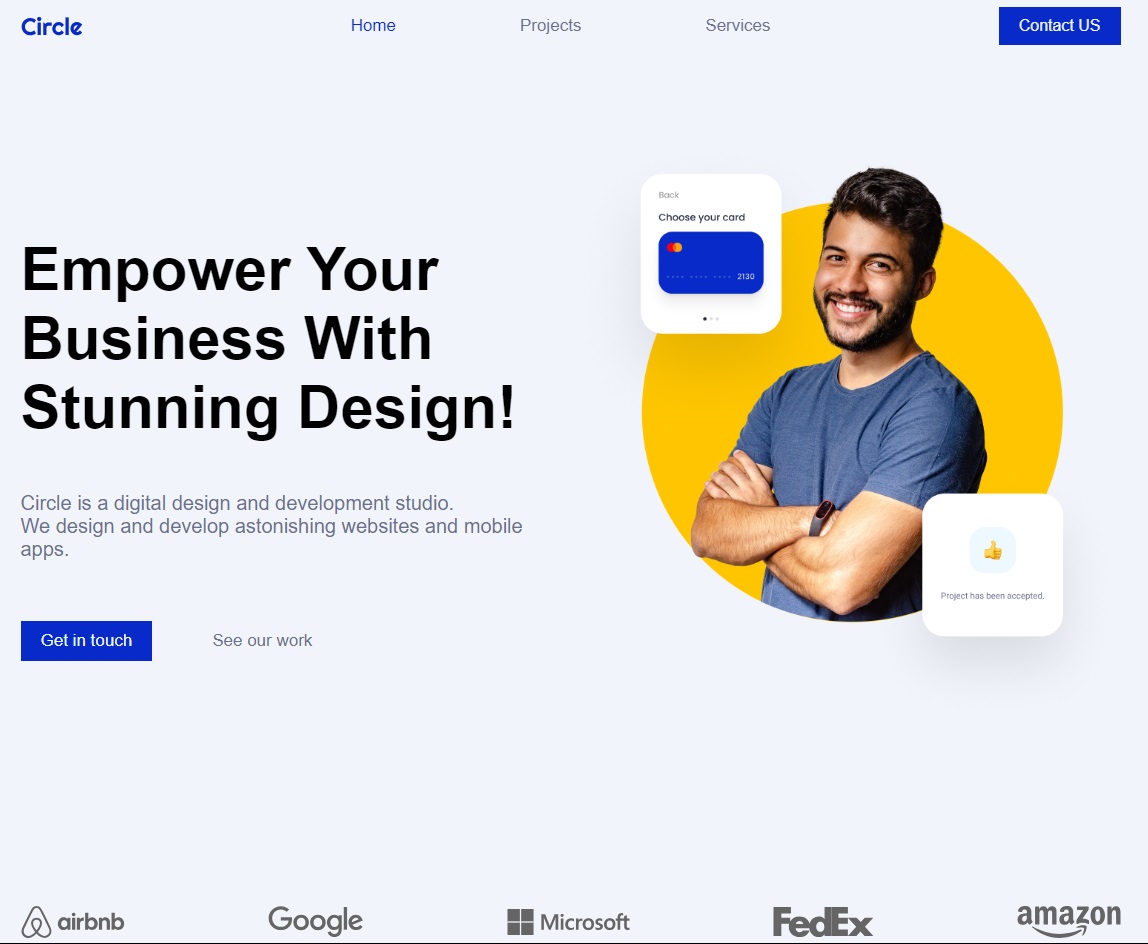 Circle
Home
Projects
Services
Contact US
Empower Your
Business With
Stunning Design!
Circle is a digital design and development studio.
We design and develop astonishing websites and mobile
apps.
Get in touch
See our work
Back
Choose your card
2130
Project has been accepted.
airbnb
Google
Microsoft
FedEx
amazon